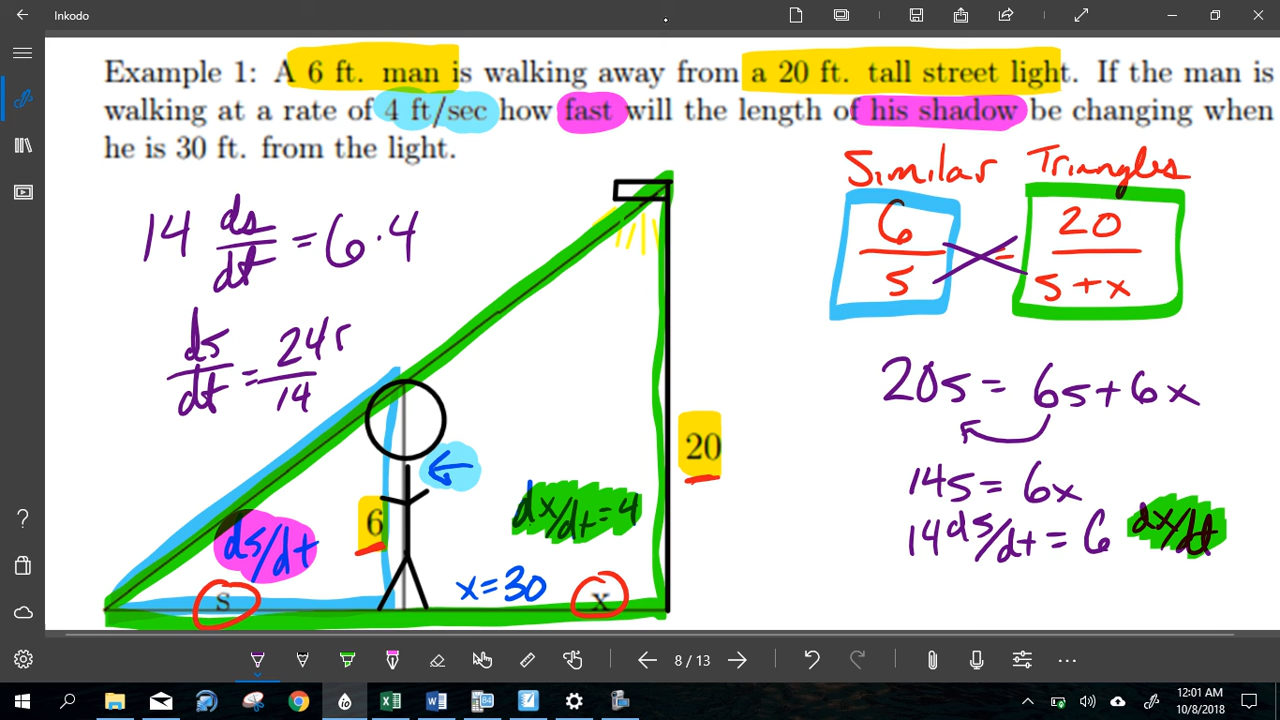 Inkodo
Example 1: A 6 ft. man is walking away from a 20 ft. tall street light. If the man is
walking at a rate of 4 ft/sec how fast will the length of his shadow be changing when
he is 30 ft. from the light.
Similar Triangles
6/s = 20/s+x
14 ds/dt = 6·4
ds/dt = 24/14
20s = 6s+6x
14s = 6x
14 ds/dt = 6 dx/dt
20
6
dx/dt=4
ds/dt
x=30
s
x
8 / 13
12:01 AM
10/8/2018